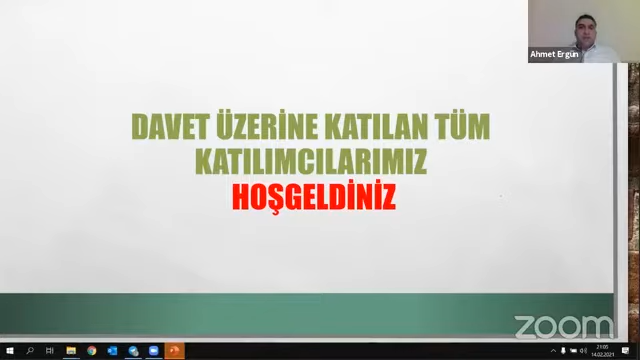 Ahmet Ergün
DAVET ÜZERİNE KATILAN TÜM
KATILIMCILARIMIZ
HOŞGELDİNİZ
zoom
21:05
14.02.2021